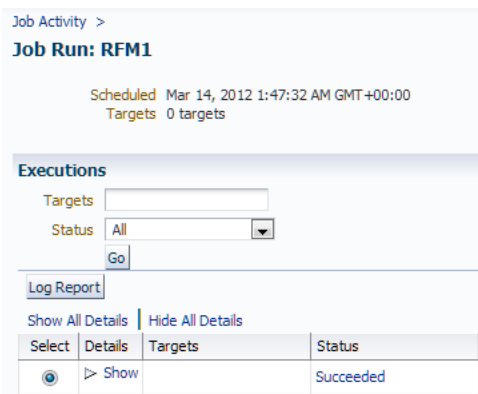 Job Activity >
Job Run: RFM1
Scheduled Mar 14, 2012 1:47:32 AM GMT+00:00
Targets 0 targets
Executions
Targets
Status All
Go
Log Report
Show All Details | Hide All Details
Select Details Targets Status
Show Succeeded